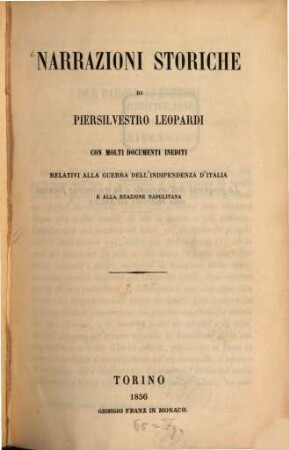 NARRAZIONI STORICHE
DI
PIERSILVESTRO LEOPARDI
CON MOLTI DOCUMENTI INEDITI
RELATIVI ALLA GUERRA DELL'INDIPENDENZA D'ITALIA
E ALLA REAZIONE NAPOLITANA
TORINO
1856
GIORGIO FRANZ IN MONACO.